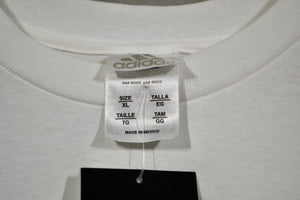 adidas
SIZE TALLA
XL EG
TAILLE TAM
TG GG
MADE IN MEXICO